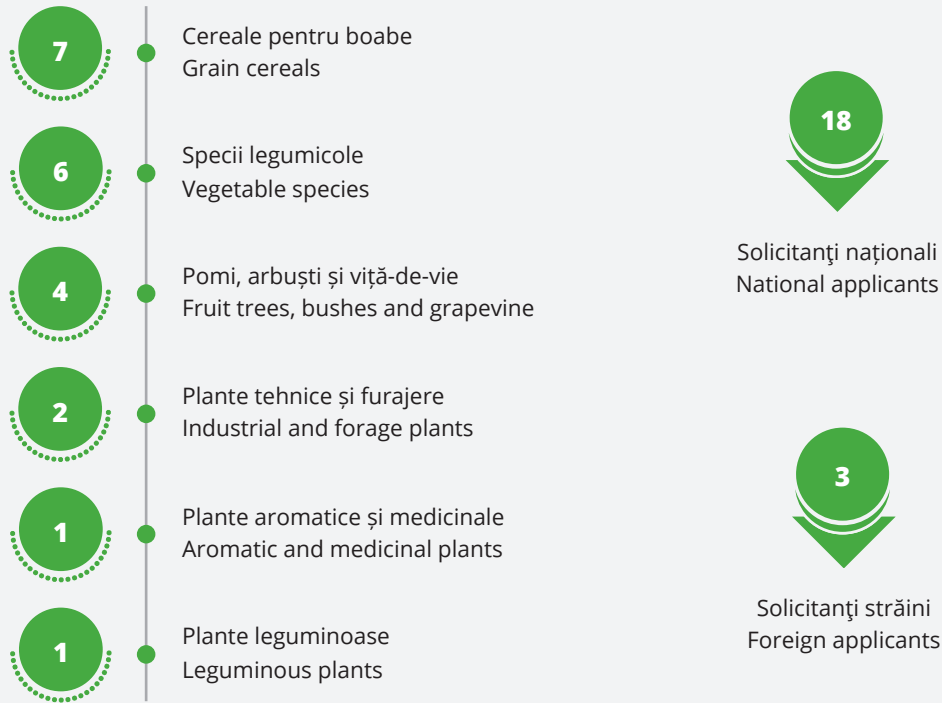 7
Cereale pentru boabe
Grain cereals
6
Specii legumicole
Vegetable species
4
Pomi, arbuști și viță-de-vie
Fruit trees, bushes and grapevine
2
Plante tehnice și furajere
Industrial and forage plants
1
Plante aromatice și medicinale
Aromatic and medicinal plants
1
Plante leguminoase
Leguminous plants
18
Solicitanţi naționali
National applicants
3
Solicitanţi străini
Foreign applicants